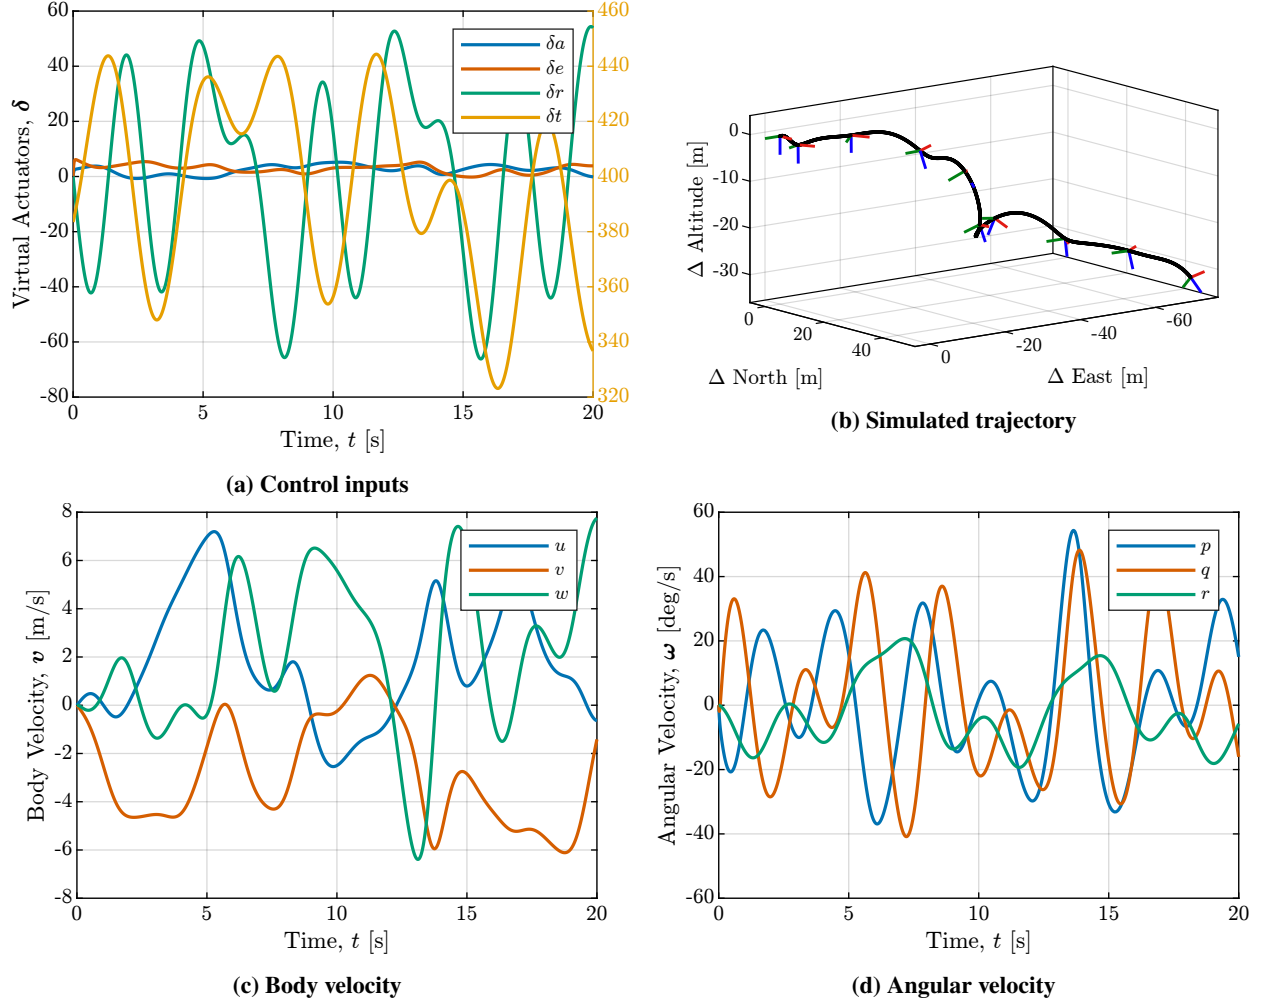 60
40
20
0
-20
-40
-60
-80
460
440
420
400
380
360
340
320
0
5
10
15
20
Virtual Actuators, δ
Time, t [s]
δa
δe
δr
δt
(a) Control inputs
0
-10
-20
-30
Δ Altitude [m]
0
20
40
Δ North [m]
0
-20
-40
-60
Δ East [m]
(b) Simulated trajectory
8
6
4
2
0
-2
-4
-6
-8
0
5
10
15
20
Body Velocity, v [m/s]
Time, t [s]
u
v
w
(c) Body velocity
60
40
20
0
-20
-40
-60
0
5
10
15
20
Angular Velocity, ω [deg/s]
Time, t [s]
p
q
r
(d) Angular velocity